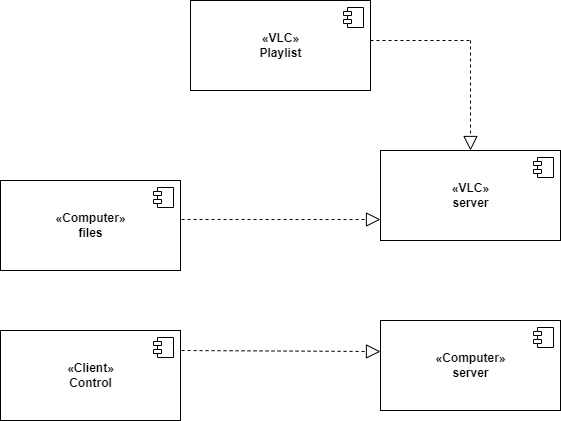 «VLC»
Playlist
«VLC»
server
«Computer»
files
«Client»
Control
«Computer»
server